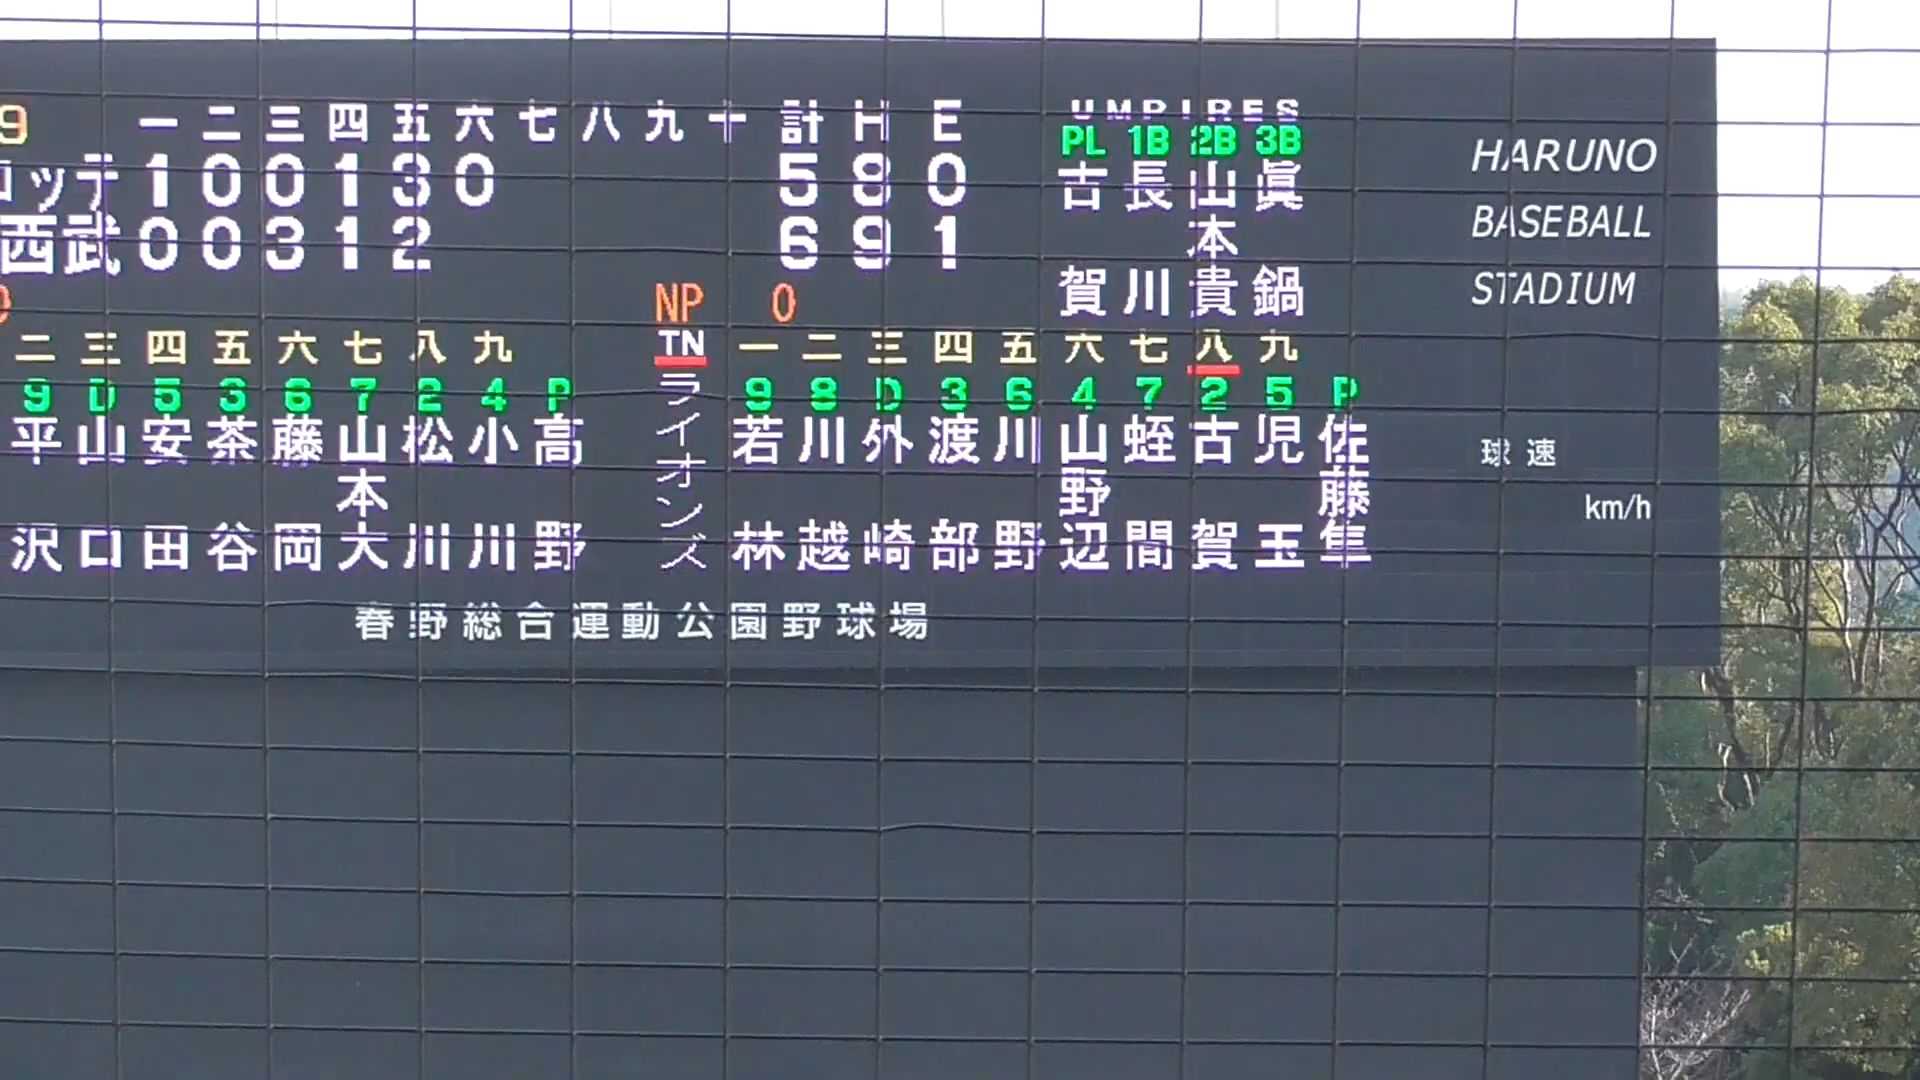 9 一 二 三 四 五 六 七 八 九 十 計 H E
ロッテ 1 0 0 1 3 0 5 8 0
西武 0 0 3 1 2 6 9 1
UMPIRES
PL 1B 2B 3B
古賀 長川 山本貴 眞鍋
HARUNO
BASEBALL
STADIUM
0 NP 0
二 三 四 五 六 七 八 九
9 D 5 3 6 7 2 4 P
平沢 山口 安田 茶谷 藤岡 山本大 松川 小川 高野
TN 一 二 三 四 五 六 七 八 九
ライオンズ
9 8 D 3 6 4 7 2 5 P
若林 川越 外崎 渡部 川野 山野辺 蛭間 古賀 児玉 佐藤隼
球速
km/h
春野総合運動公園野球場